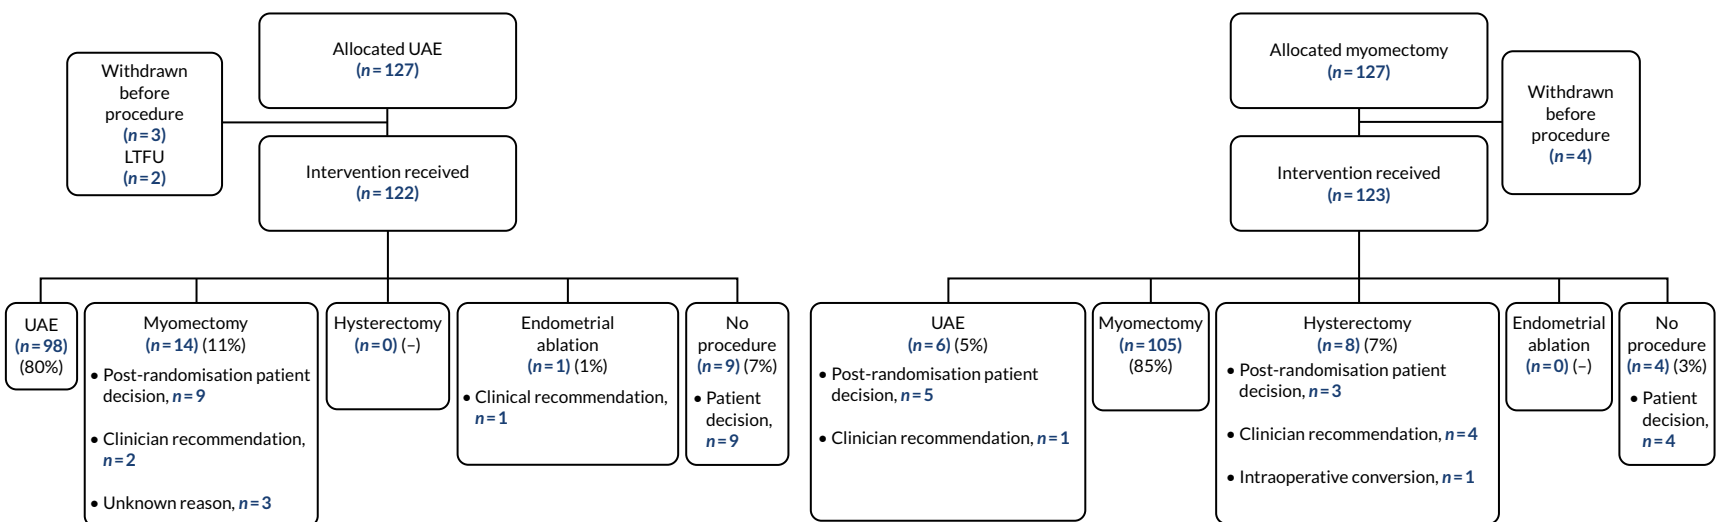 Allocated UAE
(n=127)
Withdrawn
before
procedure
(n=3)
LTFU
(n=2)
Intervention received
(n=122)
UAE
(n=98)
(80%)
Myomectomy
(n=14) (11%)
• Post-randomisation patient
decision, n=9
• Clinician recommendation,
n=2
• Unknown reason, n=3
Hysterectomy
(n=0) (–)
Endometrial
ablation
(n=1) (1%)
• Clinical recommendation,
n=1
No
procedure
(n=9) (7%)
• Patient
decision,
n=9
Allocated myomectomy
(n=127)
Withdrawn
before
procedure
(n=4)
Intervention received
(n=123)
UAE
(n=6) (5%)
• Post-randomisation patient
decision, n=5
• Clinician recommendation, n=1
Myomectomy
(n=105)
(85%)
Hysterectomy
(n=8) (7%)
• Post-randomisation patient
decision, n=3
• Clinician recommendation, n=4
• Intraoperative conversion, n=1
Endometrial
ablation
(n=0) (–)
No
procedure
(n=4) (3%)
• Patient
decision,
n=4